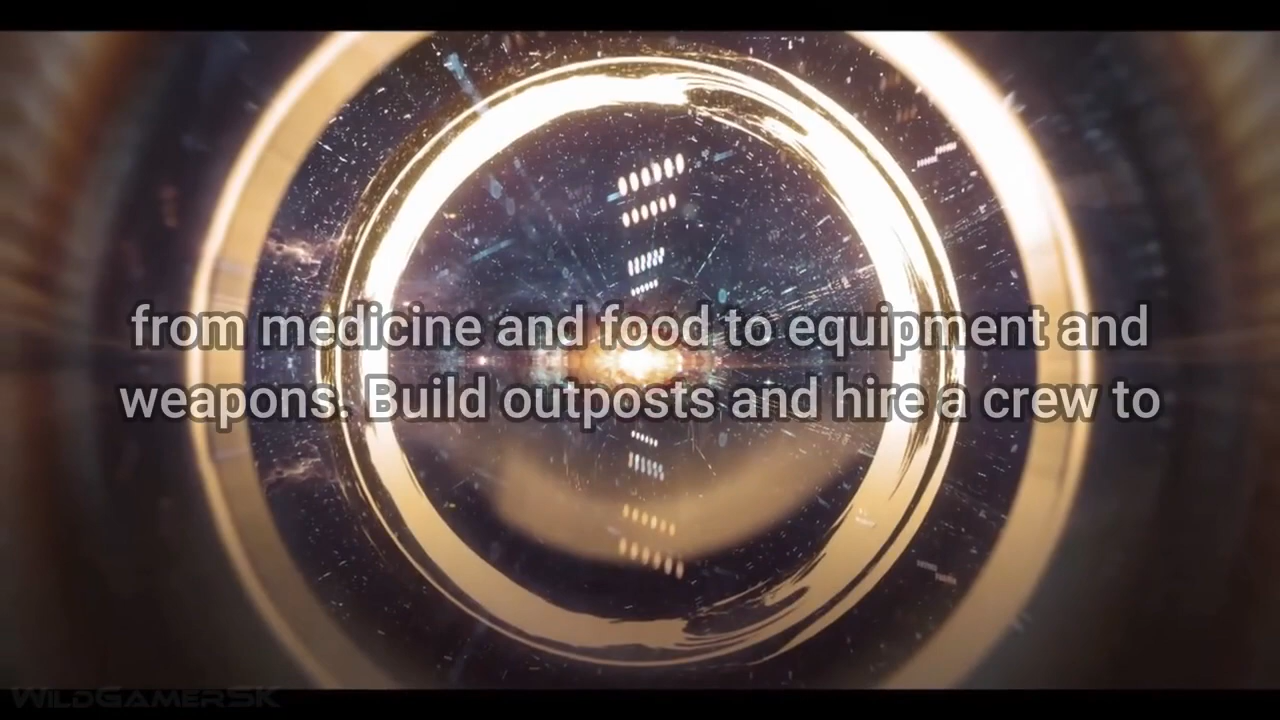 from medicine and food to equipment and
weapons. Build outposts and hire a crew to
WildGamerSK